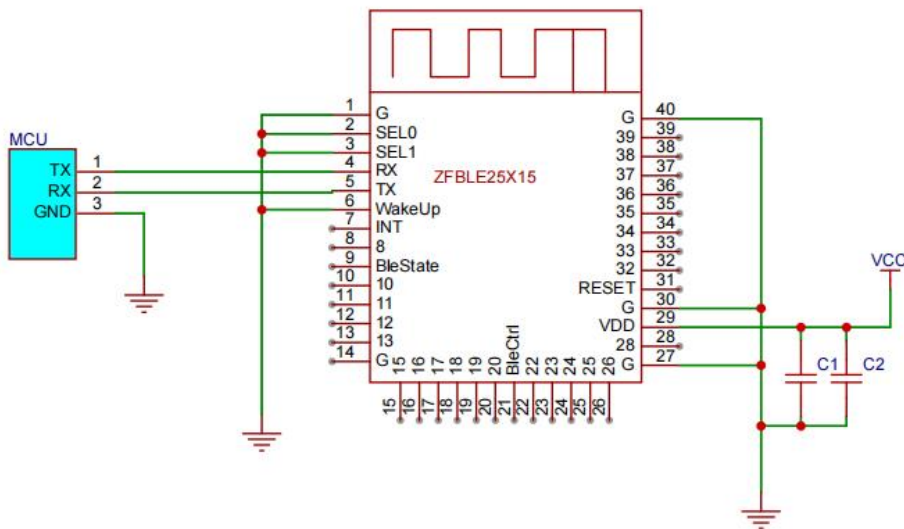 MCU
TX 1
RX 2
GND 3
ZFBLE25X15
1 G
2 SEL0
3 SEL1
4 RX
5 TX
6 WakeUp
7 INT
8 8
9 BleState
10 10
11 11
12 12
13 13
14 G
15 15
16 16
17 17
18 18
19 19
20 20
21 BleCtrl
22 22
23 23
24 24
25 25
26 26
G 40
39 39
38 38
37 37
36 36
35 35
34 34
33 33
32 32
RESET 31
G 30
VDD 29
28 28
G 27
VCC
C1
C2